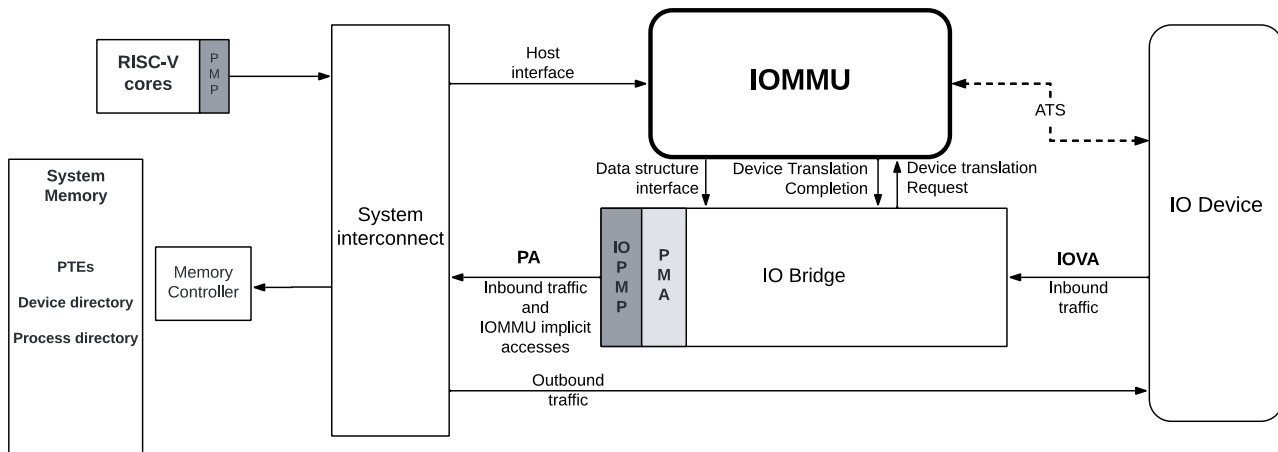 RISC-V
cores
P
M
P
System
Memory
PTEs
Device directory
Process directory
Memory
Controller
System
interconnect
Host
interface
IOMMU
ATS
IO Device
Data structure
interface
Device Translation
Completion
Device translation
Request
IO
P
M
P
P
M
A
IO Bridge
PA
Inbound traffic
and
IOMMU implicit
accesses
IOVA
Inbound
traffic
Outbound
traffic